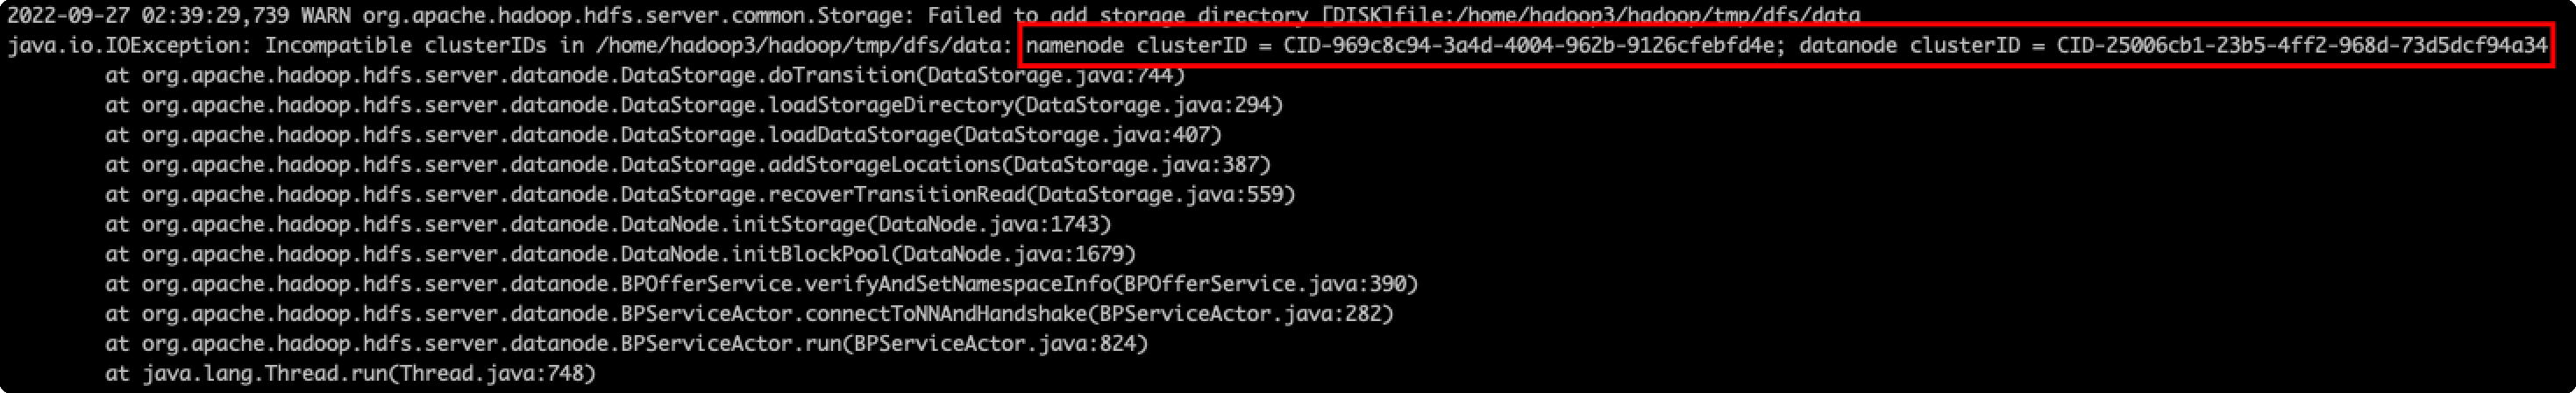 2022-09-27 02:39:29,739 WARN org.apache.hadoop.hdfs.server.common.Storage: Failed to add storage directory [DISK]file:/home/hadoop3/hadoop/tmp/dfs/data
java.io.IOException: Incompatible clusterIDs in /home/hadoop3/hadoop/tmp/dfs/data: namenode clusterID = CID-969c8c94-3a4d-4004-962b-9126cfebfd4e; datanode clusterID = CID-25006cb1-23b5-4ff2-968d-73d5dcf94a34
at org.apache.hadoop.hdfs.server.datanode.DataStorage.doTransition(DataStorage.java:744)
at org.apache.hadoop.hdfs.server.datanode.DataStorage.loadStorageDirectory(DataStorage.java:294)
at org.apache.hadoop.hdfs.server.datanode.DataStorage.loadDataStorage(DataStorage.java:407)
at org.apache.hadoop.hdfs.server.datanode.DataStorage.addStorageLocations(DataStorage.java:387)
at org.apache.hadoop.hdfs.server.datanode.DataStorage.recoverTransitionRead(DataStorage.java:559)
at org.apache.hadoop.hdfs.server.datanode.DataNode.initStorage(DataNode.java:1743)
at org.apache.hadoop.hdfs.server.datanode.DataNode.initBlockPool(DataNode.java:1679)
at org.apache.hadoop.hdfs.server.datanode.BPOfferService.verifyAndSetNamespaceInfo(BPOfferService.java:390)
at org.apache.hadoop.hdfs.server.datanode.BPServiceActor.connectToNNAndHandshake(BPServiceActor.java:282)
at org.apache.hadoop.hdfs.server.datanode.BPServiceActor.run(BPServiceActor.java:824)
at java.lang.Thread.run(Thread.java:748)